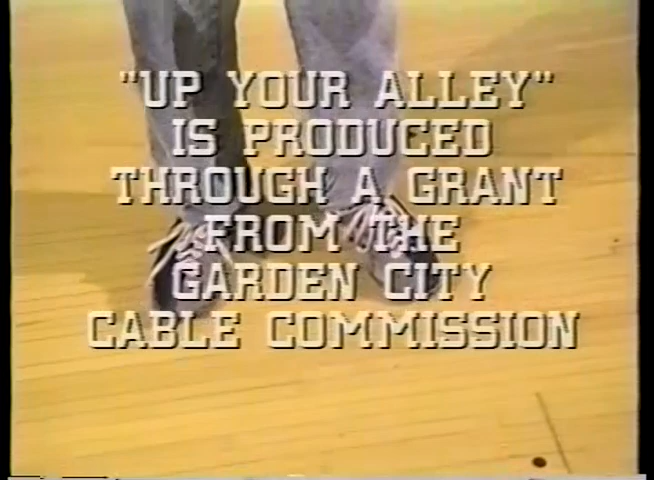 "UP YOUR ALLEY"
IS PRODUCED
THROUGH A GRANT
FROM THE
GARDEN CITY
CABLE COMMISSION